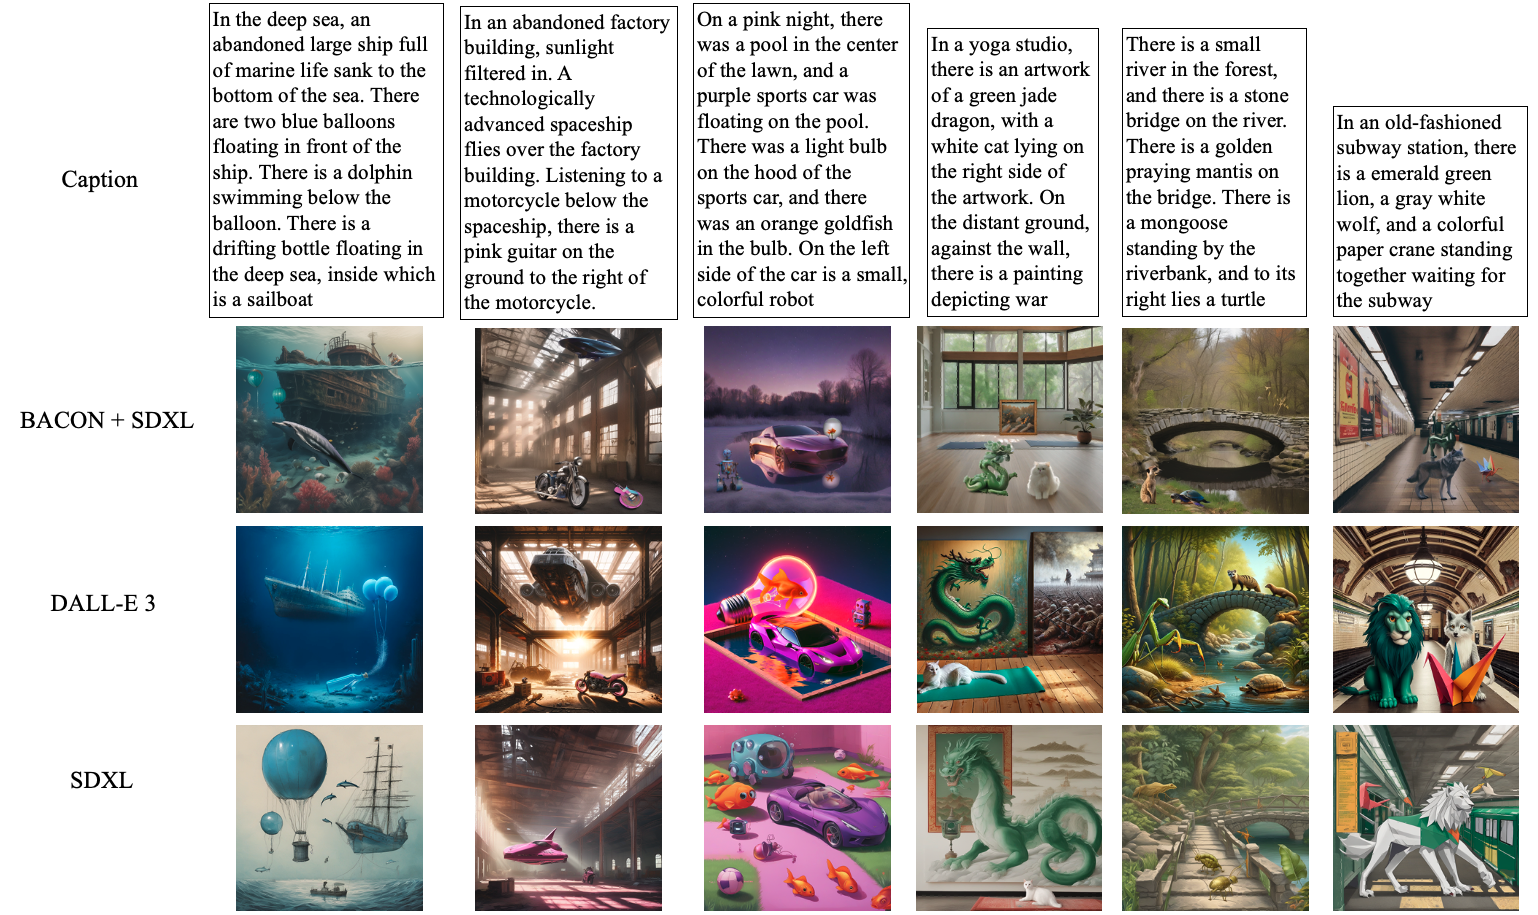 Caption
In the deep sea, an
abandoned large ship full
of marine life sank to the
bottom of the sea. There
are two blue balloons
floating in front of the
ship. There is a dolphin
swimming below the
balloon. There is a
drifting bottle floating in
the deep sea, inside which
is a sailboat
In an abandoned factory
building, sunlight
filtered in. A
technologically
advanced spaceship
flies over the factory
building. Listening to a
motorcycle below the
spaceship, there is a
pink guitar on the
ground to the right of
the motorcycle.
On a pink night, there
was a pool in the center
of the lawn, and a
purple sports car was
floating on the pool.
There was a light bulb
on the hood of the
sports car, and there
was an orange goldfish
in the bulb. On the left
side of the car is a small,
colorful robot
In a yoga studio,
there is an artwork
of a green jade
dragon, with a
white cat lying on
the right side of
the artwork. On
the distant ground,
against the wall,
there is a painting
depicting war
There is a small
river in the forest,
and there is a stone
bridge on the river.
There is a golden
praying mantis on
the bridge. There is
a mongoose
standing by the
riverbank, and to its
right lies a turtle
In an old-fashioned
subway station, there
is a emerald green
lion, a gray white
wolf, and a colorful
paper crane standing
together waiting for
the subway
BACON + SDXL
DALL-E 3
SDXL